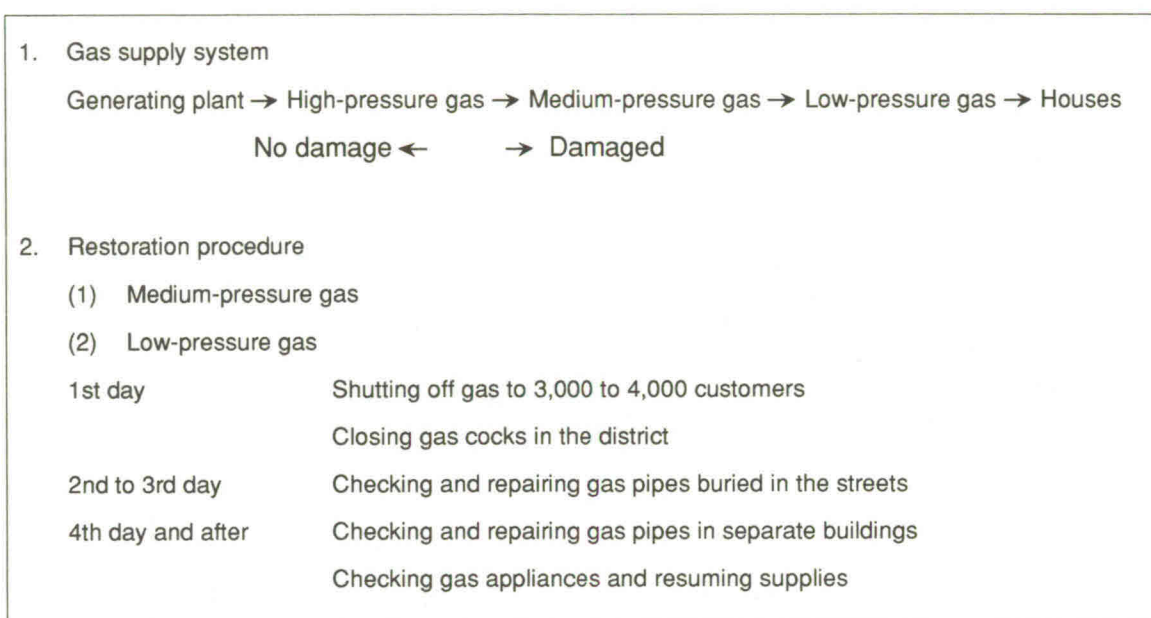 1. Gas supply system
Generating plant → High-pressure gas → Medium-pressure gas → Low-pressure gas → Houses
No damage ← → Damaged
2. Restoration procedure
(1) Medium-pressure gas
(2) Low-pressure gas
1st day Shutting off gas to 3,000 to 4,000 customers
Closing gas cocks in the district
2nd to 3rd day Checking and repairing gas pipes buried in the streets
4th day and after Checking and repairing gas pipes in separate buildings
Checking gas appliances and resuming supplies